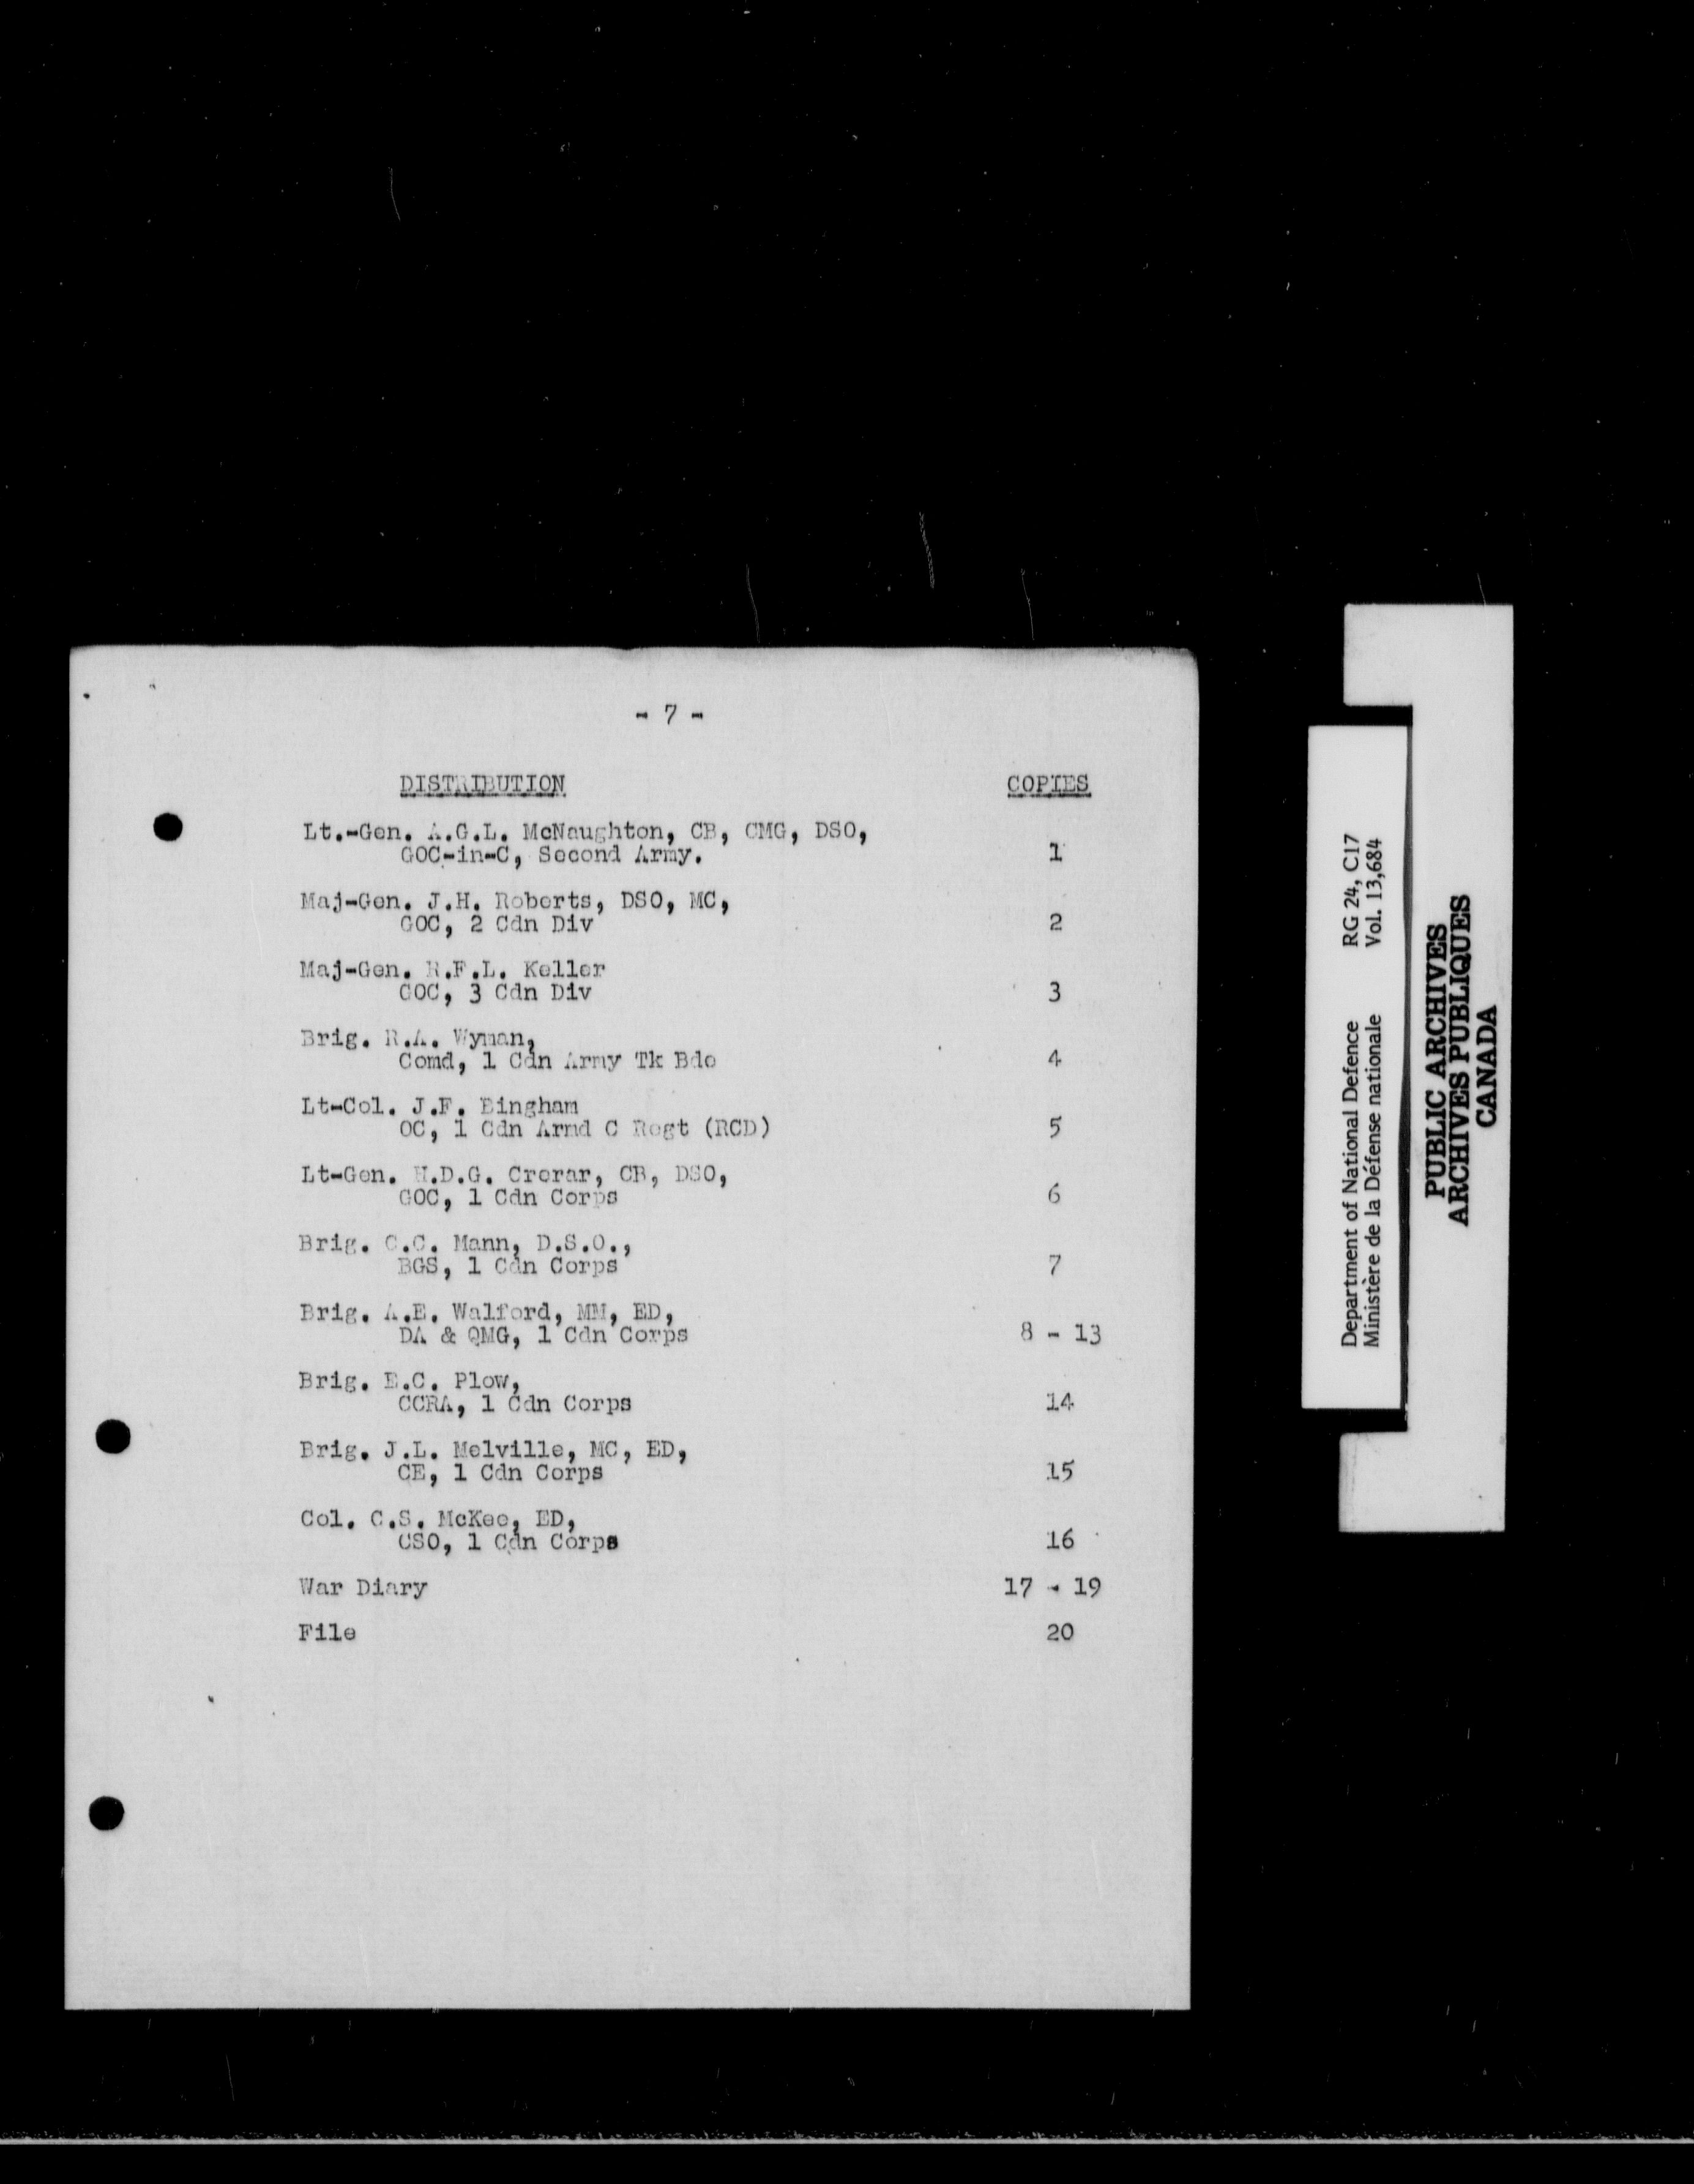 - 7 -
DISTRIBUTION COPIES
Lt.-Gen. A.G.L. McNaughton, CB, CMG, DSO,
GOC-in-C, Second Army. 1
Maj-Gen. J.H. Roberts, DSO, MC,
GOC, 2 Cdn Div 2
Maj-Gen. R.F.L. Keller
GOC, 3 Cdn Div 3
Brig. R.A. Wyman,
Comd, 1 Cdn Army Tk Bde 4
Lt-Col. J.F. Bingham
OC, 1 Cdn Armd C Regt (RCD) 5
Lt-Gen. H.D.G. Crerar, CB, DSO,
GOC, 1 Cdn Corps 6
Brig. C.C. Mann, D.S.O.,
BGS, 1 Cdn Corps 7
Brig. A.E. Walford, MM, ED,
DA & QMG, 1 Cdn Corps 8 - 13
Brig. E.C. Plow,
CCRA, 1 Cdn Corps 14
Brig. J.L. Melville, MC, ED,
CE, 1 Cdn Corps 15
Col. C.S. McKee, ED,
CSO, 1 Cdn Corps 16
War Diary 17 - 19
File 20
Department of National Defence RG 24, C17
Ministère de la Défense nationale Vol. 13,684
PUBLIC ARCHIVES
ARCHIVES PUBLIQUES
CANADA